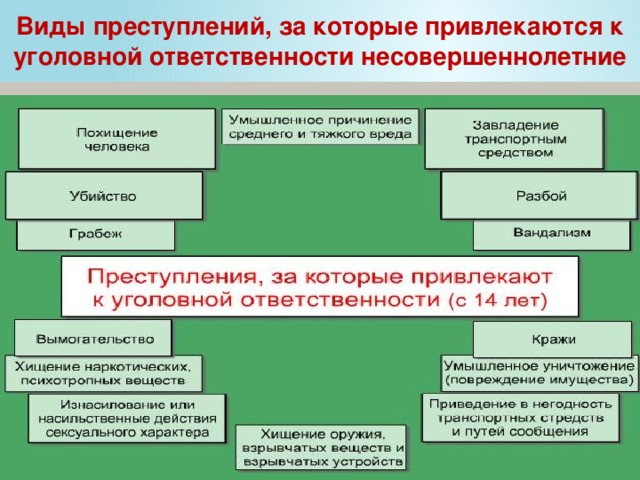 Виды преступлений, за которые привлекаются к
уголовной ответственности несовершеннолетние
Похищение
человека
Умышленное причинение
среднего и тяжкого вреда
Завладение
транспортным
средством
Убийство
Разбой
Грабеж
Вандализм
Преступления, за которые привлекают
к уголовной ответственности (с 14 лет)
Вымогательство
Кражи
Хищение наркотических,
психотропных веществ
Умышленное уничтожение
(повреждение имущества)
Изнасилование или
насильственные действия
сексуального характера
Приведение в негодность
транспортных стредств
и путей сообщения
Хищение оружия,
взрывчатых веществ и
взрывчатых устройств